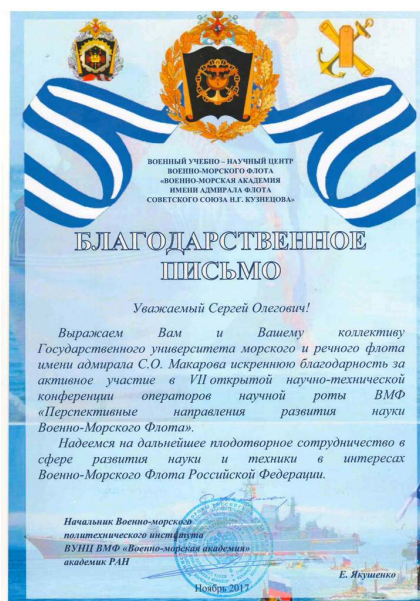 ВОЕННЫЙ УЧЕБНО – НАУЧНЫЙ ЦЕНТР
ВОЕННО-МОРСКОГО ФЛОТА
«ВОЕННО-МОРСКАЯ АКАДЕМИЯ
ИМЕНИ АДМИРАЛА ФЛОТА
СОВЕТСКОГО СОЮЗА Н.Г. КУЗНЕЦОВА»
БЛАГОДАРСТВЕННОЕ
ПИСЬМО
Уважаемый Сергей Олегович!
Выражаем Вам и Вашему коллективу
Государственного университета морского и речного флота
имени адмирала С.О. Макарова искреннюю благодарность за
активное участие в VII открытой научно-технической
конференции операторов научной роты ВМФ
«Перспективные направления развития науки
Военно-Морского Флота».
Надеемся на дальнейшее плодотворное сотрудничество в
сфере развития науки и техники в интересах
Военно-Морского Флота Российской Федерации.
Начальник Военно-морского
политехнического института
ВУНЦ ВМФ «Военно-морская академия»
академик РАН
Е. Якушенко
Ноябрь 2017